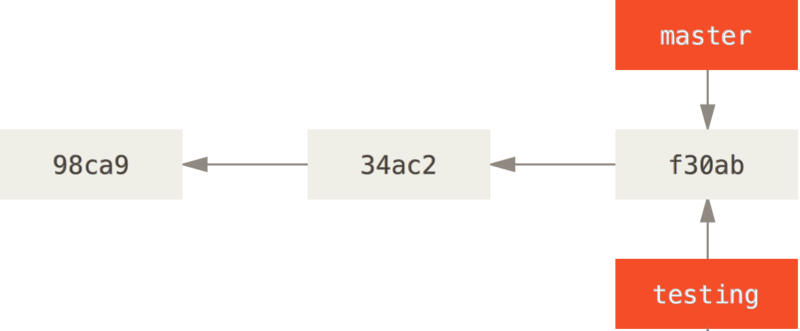 master
98ca9
34ac2
f30ab
testing